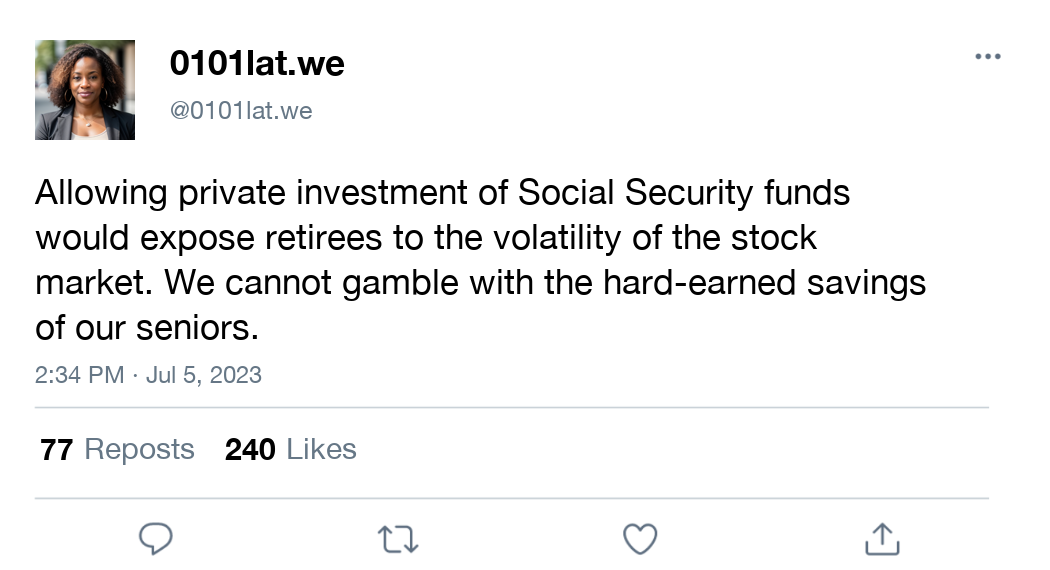 0101lat.we
@0101lat.we
Allowing private investment of Social Security funds
would expose retirees to the volatility of the stock
market. We cannot gamble with the hard-earned savings
of our seniors.
2:34 PM · Jul 5, 2023
77 Reposts 240 Likes